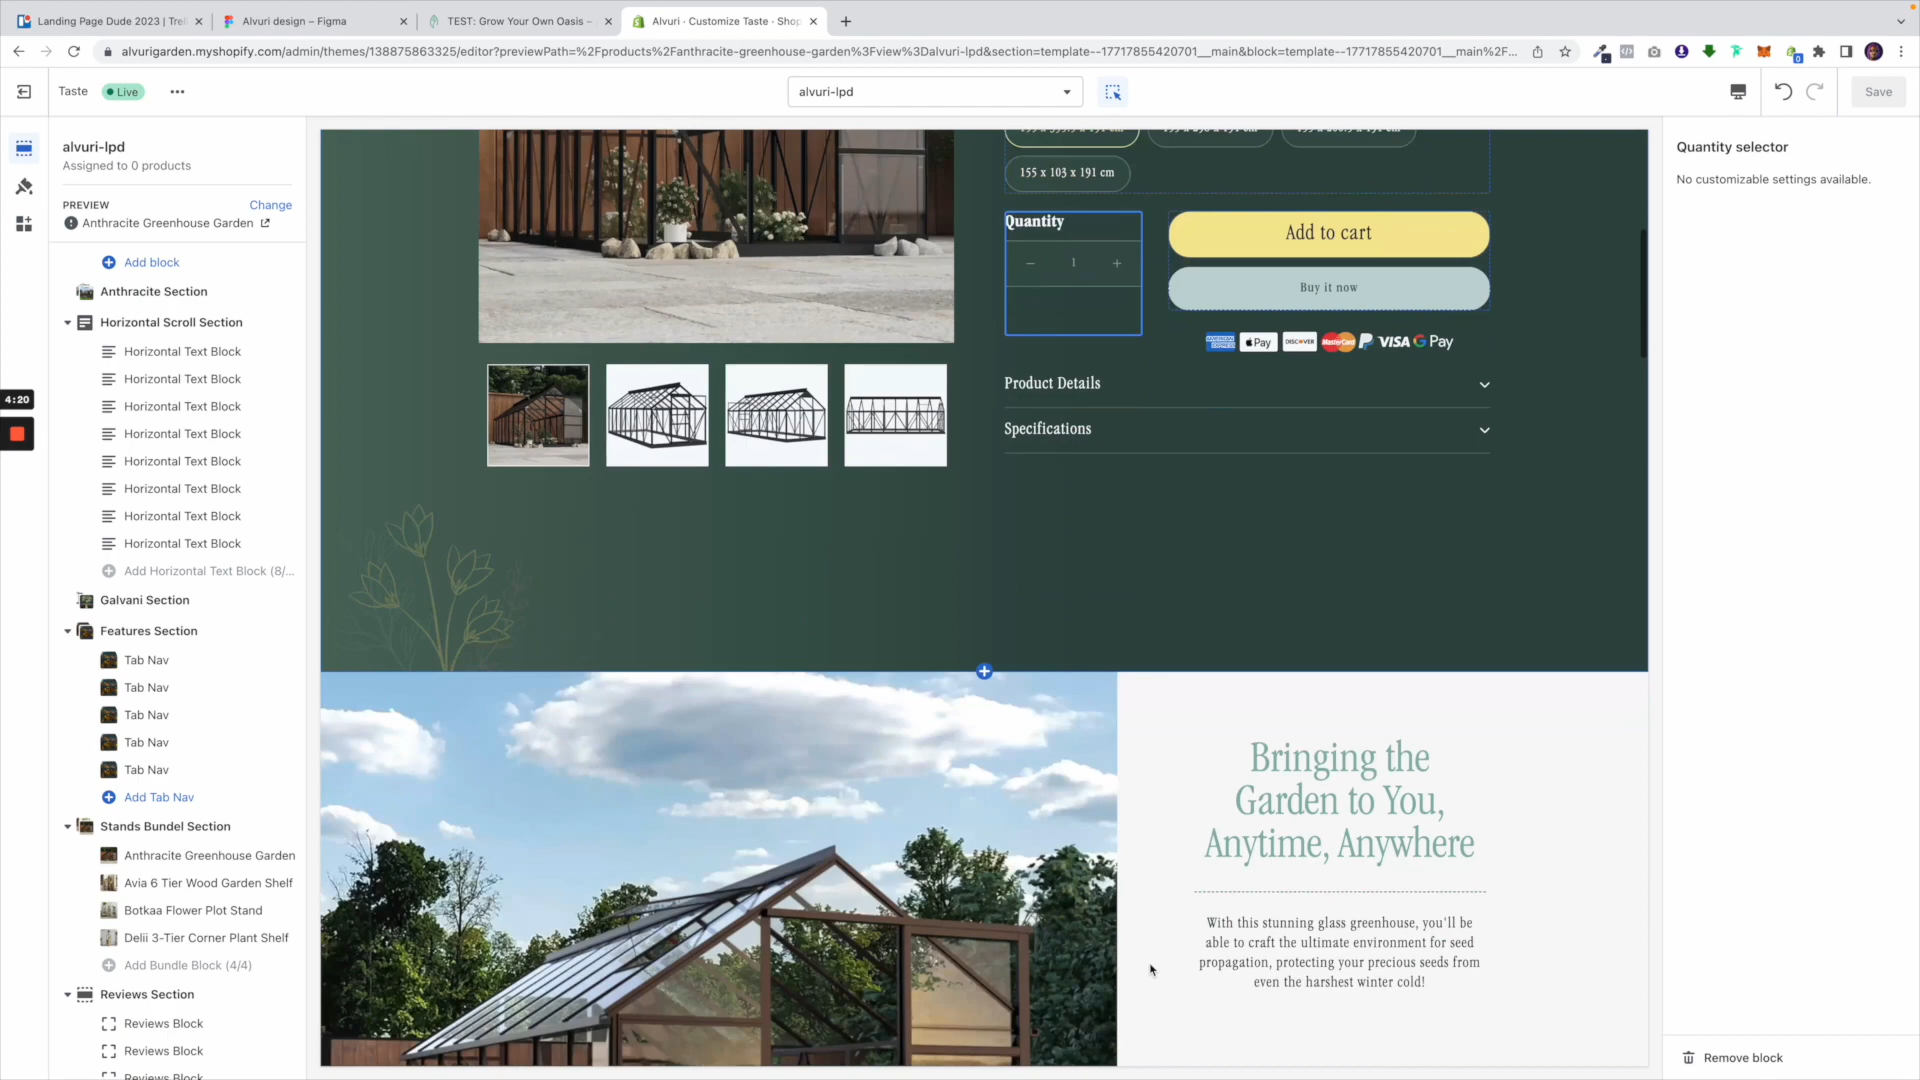 Landing Page Dude 2023 | Trel
Alvuri design – Figma
TEST: Grow Your Own Oasis –
Alvuri · Customize Taste · Shop
alvurigarden.myshopify.com/admin/themes/138875863325/editor?previewPath=%2Fproducts%2Fanthracite-greenhouse-garden%3Fview%3Dalvuri-lpd&section=template--17717855420701__main&block=template--17717855420701__main%2F...
Taste
Live
alvuri-lpd
Save
alvuri-lpd
Assigned to 0 products
PREVIEW
Change
Anthracite Greenhouse Garden
Add block
Anthracite Section
Horizontal Scroll Section
Horizontal Text Block
Horizontal Text Block
Horizontal Text Block
Horizontal Text Block
Horizontal Text Block
Horizontal Text Block
Horizontal Text Block
Horizontal Text Block
Add Horizontal Text Block (8/...
Galvani Section
Features Section
Tab Nav
Tab Nav
Tab Nav
Tab Nav
Tab Nav
Add Tab Nav
Stands Bundel Section
Anthracite Greenhouse Garden
Avia 6 Tier Wood Garden Shelf
Botkaa Flower Plot Stand
Delii 3-Tier Corner Plant Shelf
Add Bundle Block (4/4)
Reviews Section
Reviews Block
Reviews Block
Reviews Block
4:20
155 x 103 x 191 cm
Quantity
− 1 +
Add to cart
Buy it now
AMERICAN EXPRESS Pay DISCOVER MasterCard VISA G Pay
Product Details
Specifications
Bringing the
Garden to You,
Anytime, Anywhere
With this stunning glass greenhouse, you'll be
able to craft the ultimate environment for seed
propagation, protecting your precious seeds from
even the harshest winter cold!
Quantity selector
No customizable settings available.
Remove block